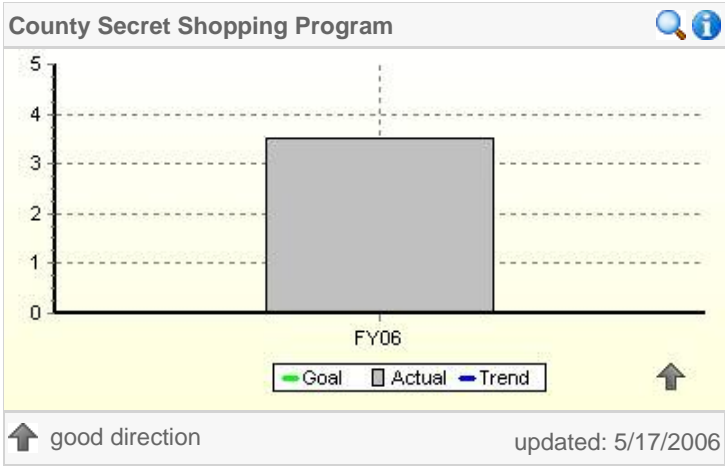 County Secret Shopping Program
5
4
3
2
1
0
FY06
Goal Actual Trend
good direction updated: 5/17/2006